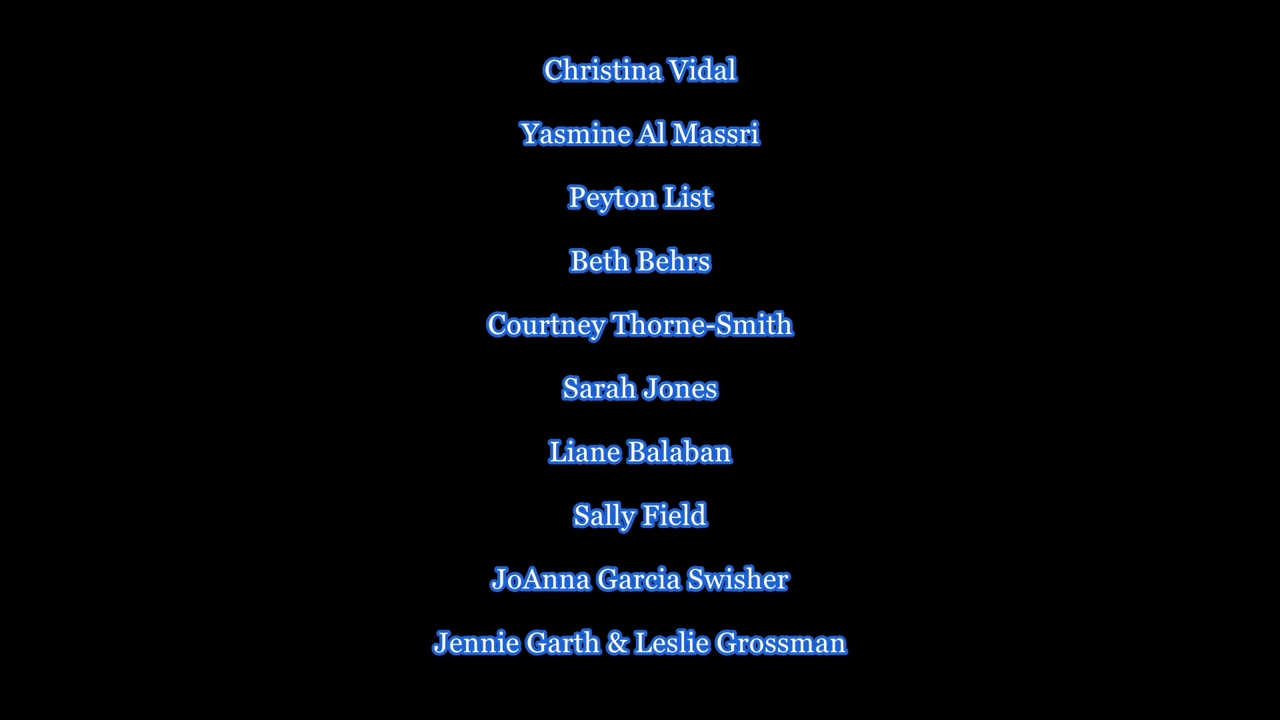 Christina Vidal
Yasmine Al Massri
Peyton List
Beth Behrs
Courtney Thorne-Smith
Sarah Jones
Liane Balaban
Sally Field
JoAnna Garcia Swisher
Jennie Garth & Leslie Grossman